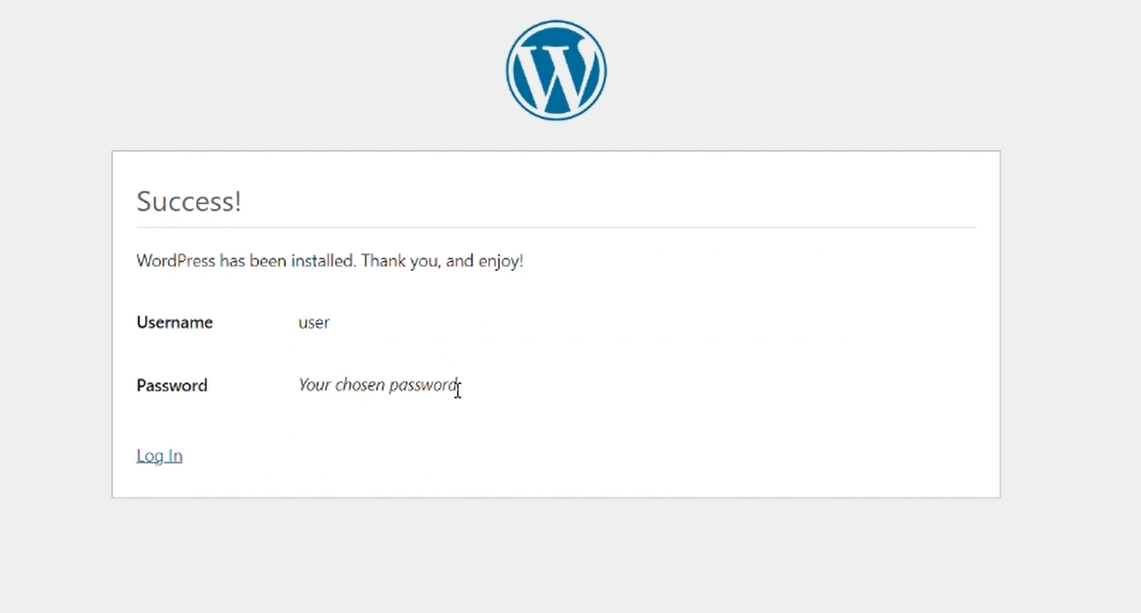 Success!
WordPress has been installed. Thank you, and enjoy!
Username user
Password Your chosen password
Log In